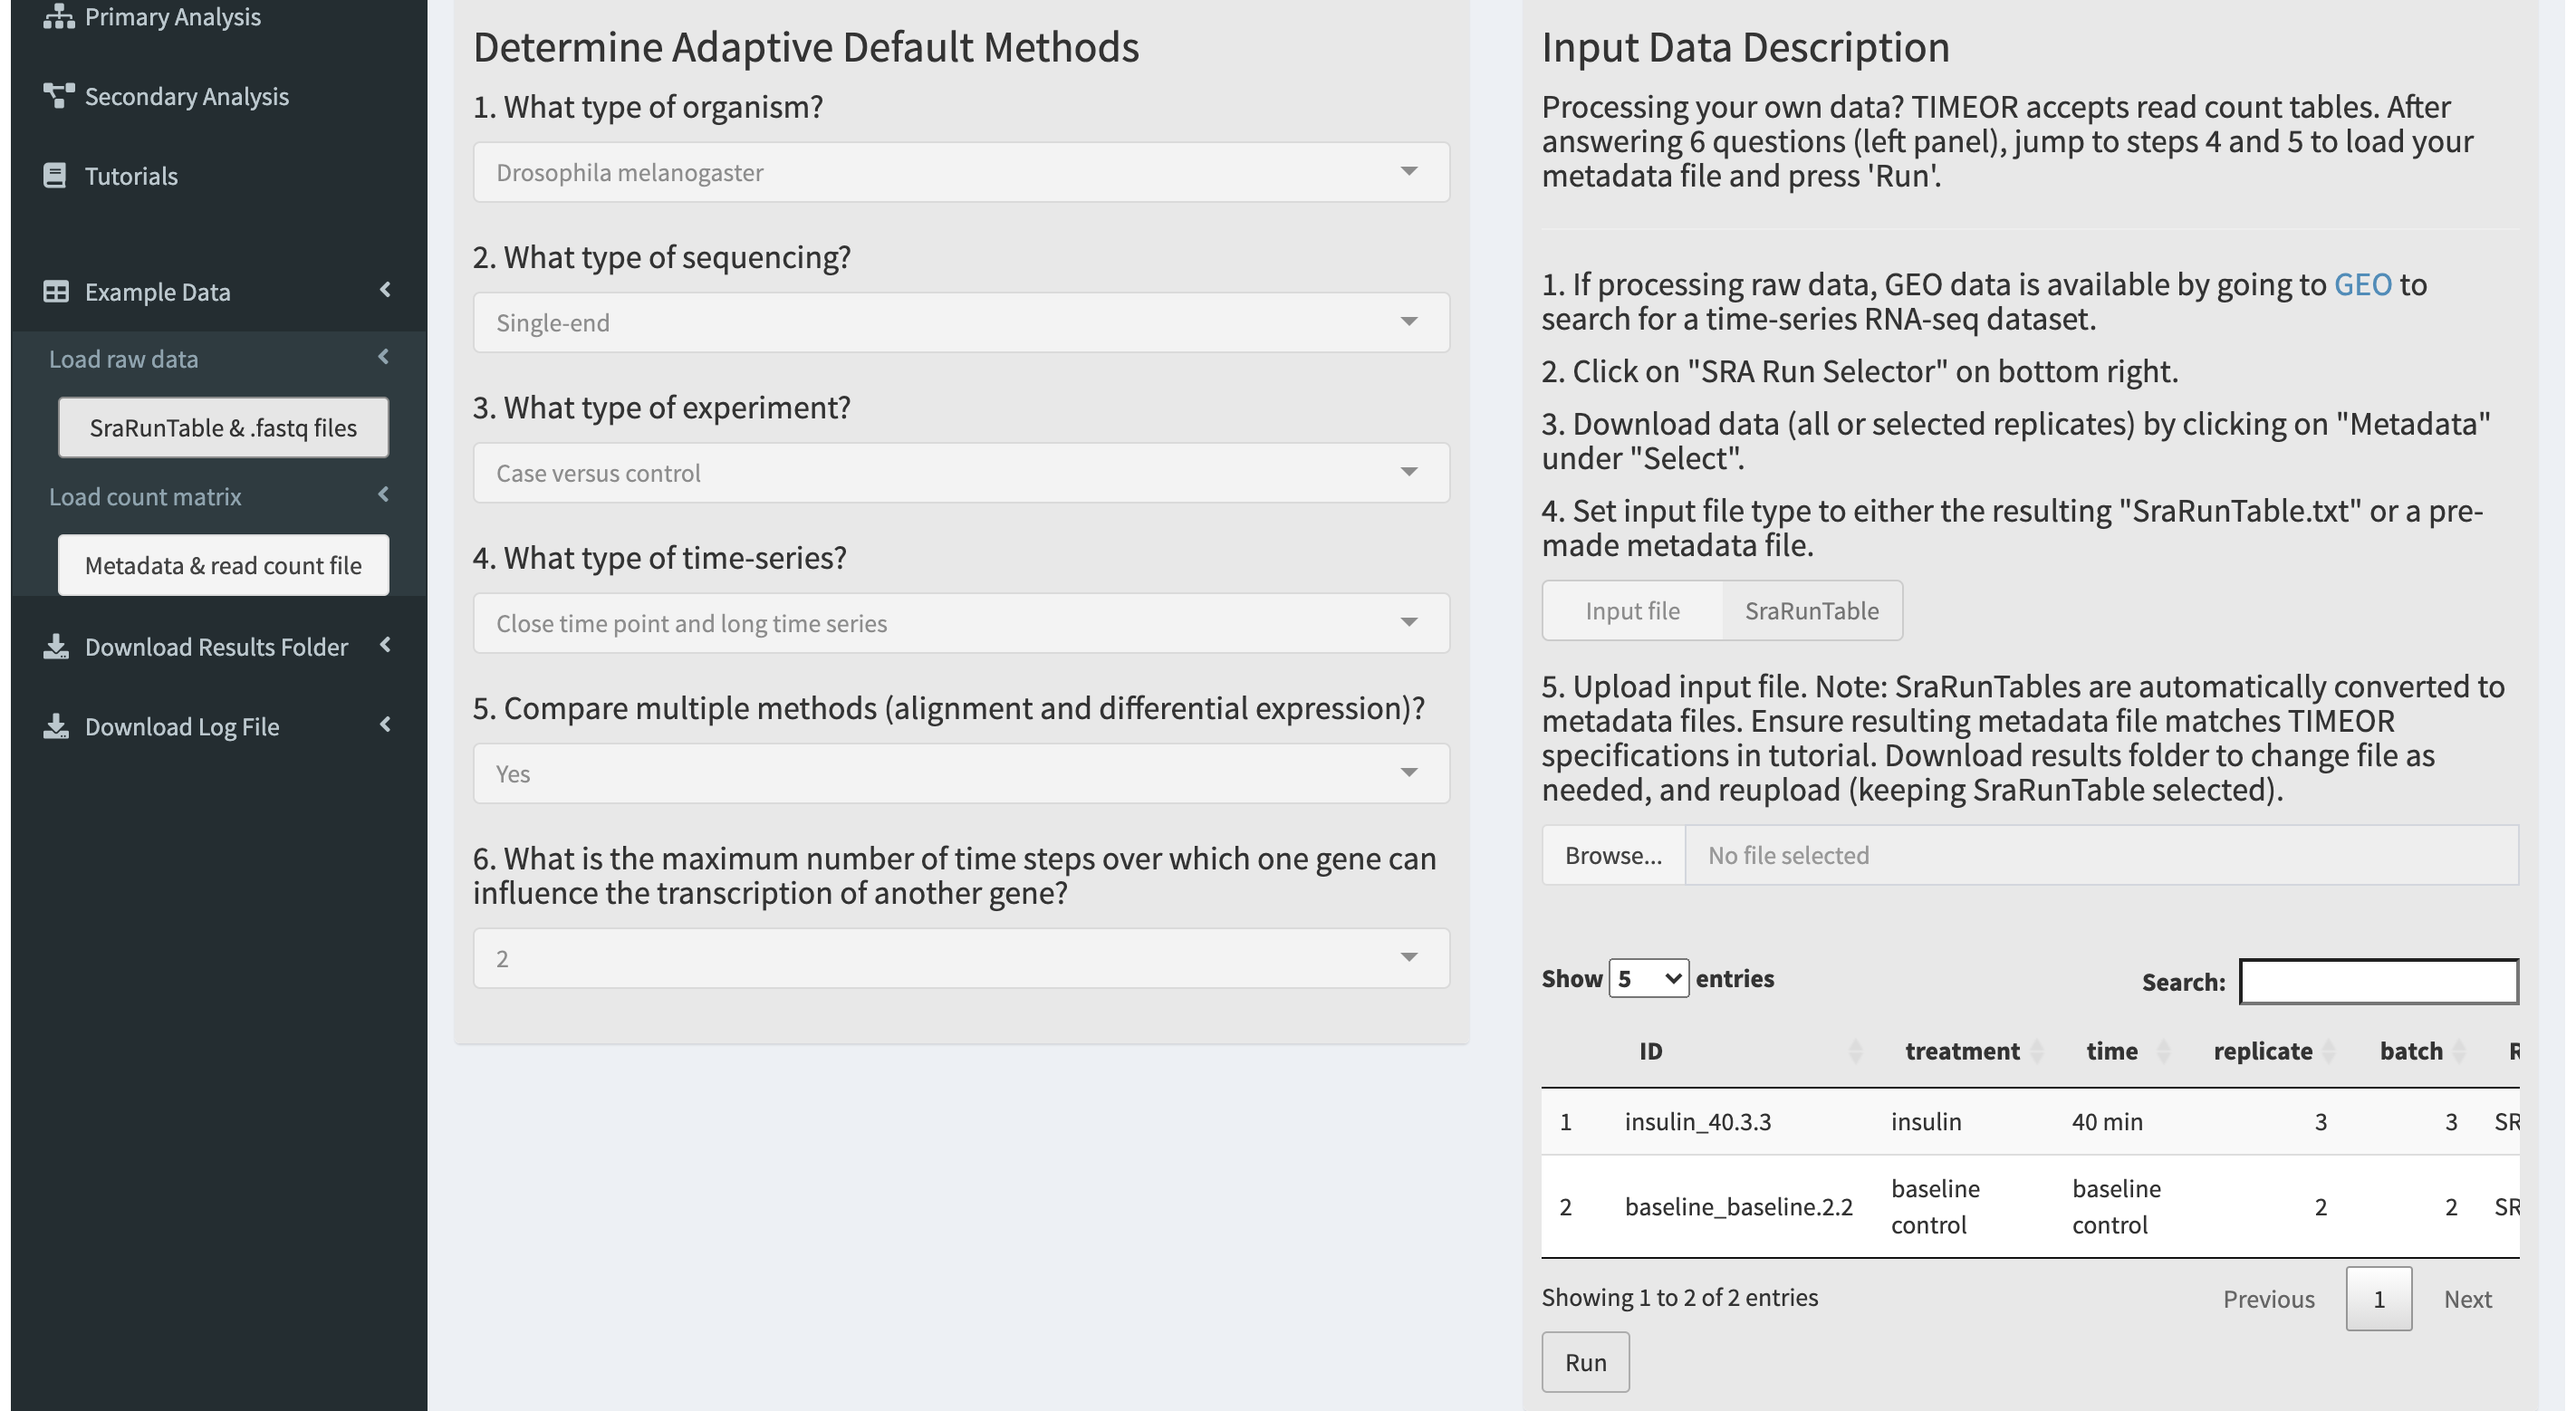 Primary Analysis
Secondary Analysis
Tutorials
Example Data
Load raw data
SraRunTable & .fastq files
Load count matrix
Metadata & read count file
Download Results Folder
Download Log File
Determine Adaptive Default Methods
1. What type of organism?
Drosophila melanogaster
2. What type of sequencing?
Single-end
3. What type of experiment?
Case versus control
4. What type of time-series?
Close time point and long time series
5. Compare multiple methods (alignment and differential expression)?
Yes
6. What is the maximum number of time steps over which one gene can
influence the transcription of another gene?
2
Input Data Description
Processing your own data? TIMEOR accepts read count tables. After
answering 6 questions (left panel), jump to steps 4 and 5 to load your
metadata file and press 'Run'.
1. If processing raw data, GEO data is available by going to GEO to
search for a time-series RNA-seq dataset.
2. Click on "SRA Run Selector" on bottom right.
3. Download data (all or selected replicates) by clicking on "Metadata"
under "Select".
4. Set input file type to either the resulting "SraRunTable.txt" or a pre-
made metadata file.
Input file SraRunTable
5. Upload input file. Note: SraRunTables are automatically converted to
metadata files. Ensure resulting metadata file matches TIMEOR
specifications in tutorial. Download results folder to change file as
needed, and reupload (keeping SraRunTable selected).
Browse... No file selected
Show 5 entries Search:
ID treatment time replicate batch
1 insulin_40.3.3 insulin 40 min 3 3 SR
2 baseline_baseline.2.2 baseline control baseline control 2 2 SR
Showing 1 to 2 of 2 entries
Previous 1 Next
Run